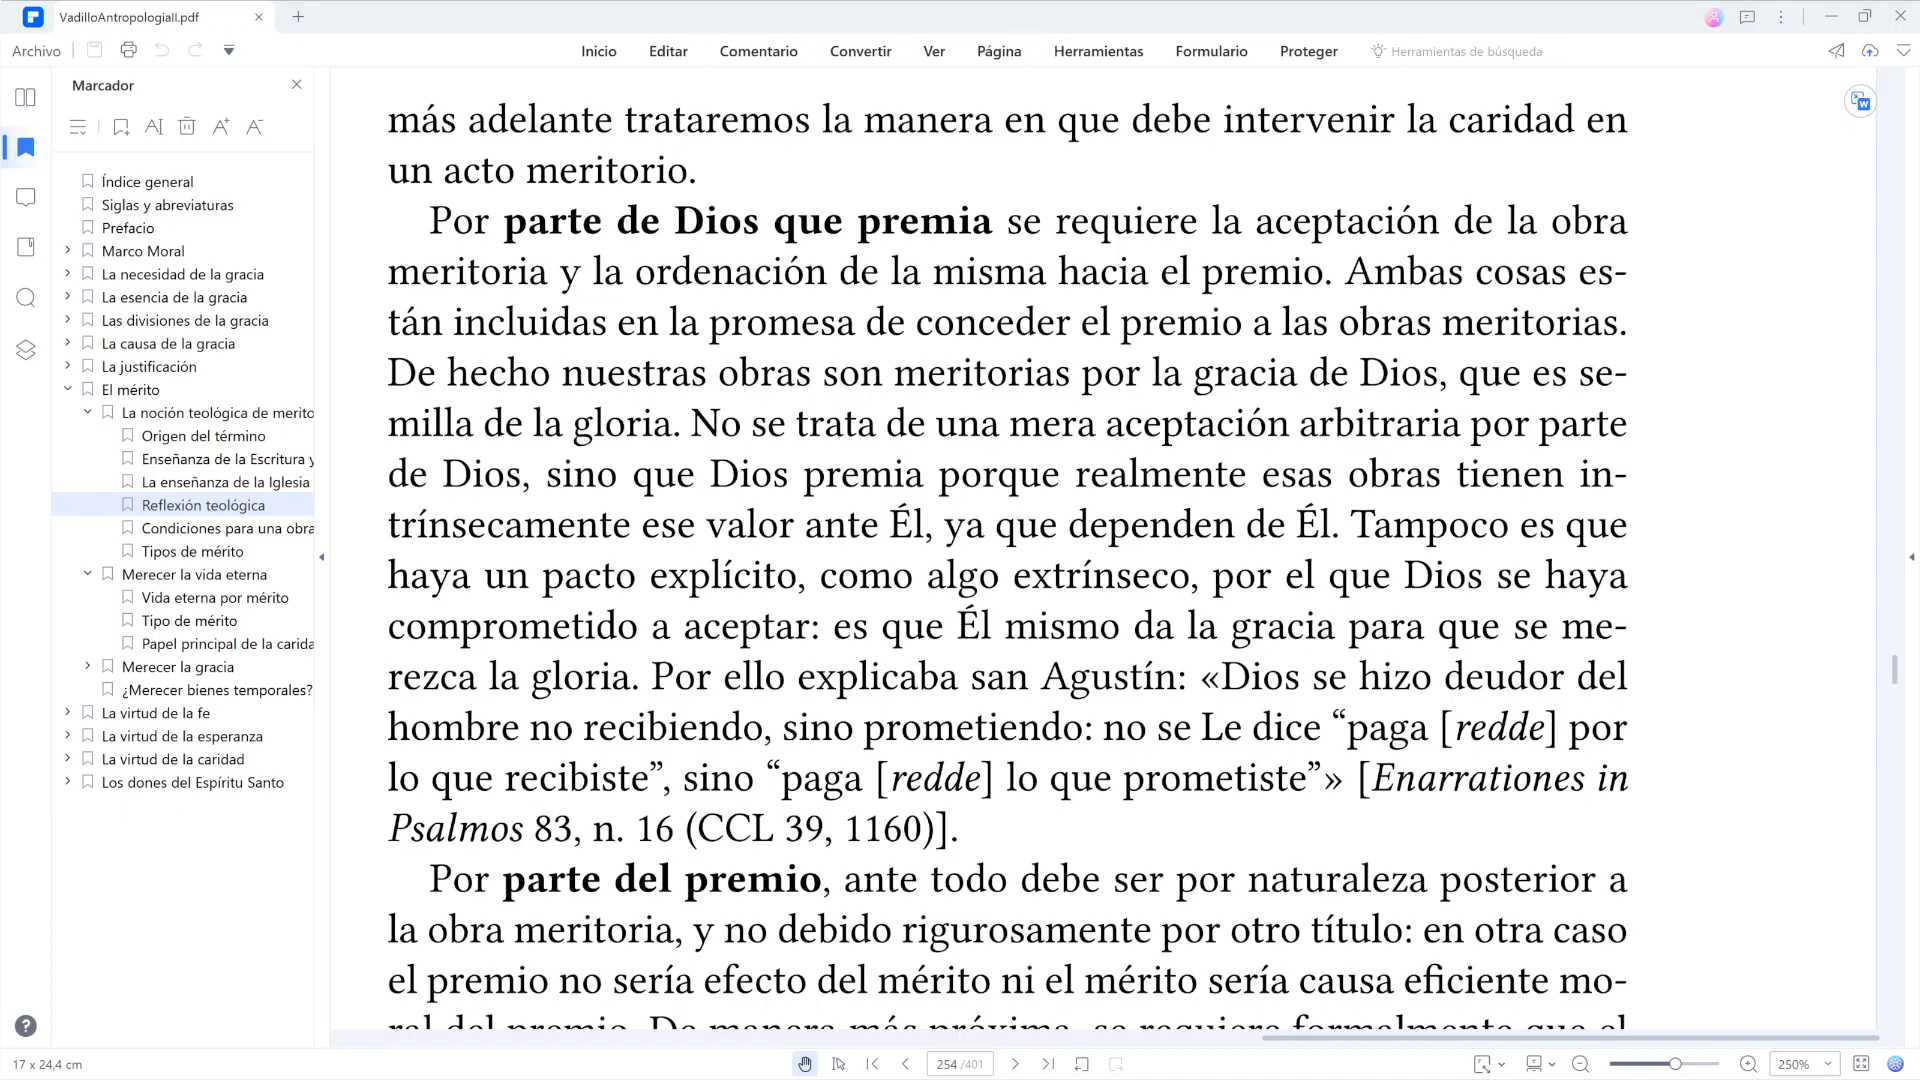 VadilloAntropologiaII.pdf
Archivo
Inicio
Editar
Comentario
Convertir
Ver
Página
Herramientas
Formulario
Proteger
Herramientas de búsqueda
Marcador
Índice general
Siglas y abreviaturas
Prefacio
Marco Moral
La necesidad de la gracia
La esencia de la gracia
Las divisiones de la gracia
La causa de la gracia
La justificación
El mérito
La noción teológica de merito
Origen del término
Enseñanza de la Escritura y
La enseñanza de la Iglesia
Reflexión teológica
Condiciones para una obra
Tipos de mérito
Merecer la vida eterna
Vida eterna por mérito
Tipo de mérito
Papel principal de la carida
Merecer la gracia
¿Merecer bienes temporales?
La virtud de la fe
La virtud de la esperanza
La virtud de la caridad
Los dones del Espíritu Santo
más adelante trataremos la manera en que debe intervenir la caridad en
un acto meritorio.
Por parte de Dios que premia se requiere la aceptación de la obra
meritoria y la ordenación de la misma hacia el premio. Ambas cosas es-
tán incluidas en la promesa de conceder el premio a las obras meritorias.
De hecho nuestras obras son meritorias por la gracia de Dios, que es se-
milla de la gloria. No se trata de una mera aceptación arbitraria por parte
de Dios, sino que Dios premia porque realmente esas obras tienen in-
trínsecamente ese valor ante Él, ya que dependen de Él. Tampoco es que
haya un pacto explícito, como algo extrínseco, por el que Dios se haya
comprometido a aceptar: es que Él mismo da la gracia para que se me-
rezca la gloria. Por ello explicaba san Agustín: «Dios se hizo deudor del
hombre no recibiendo, sino prometiendo: no se Le dice “paga [redde] por
lo que recibiste”, sino “paga [redde] lo que prometiste”» [Enarrationes in
Psalmos 83, n. 16 (CCL 39, 1160)].
Por parte del premio, ante todo debe ser por naturaleza posterior a
la obra meritoria, y no debido rigurosamente por otro título: en otra caso
el premio no sería efecto del mérito ni el mérito sería causa eficiente mo-
ral del premio. De manera más próxima, se requiere formalmente que el
17 x 24,4 cm
254 /401
250%